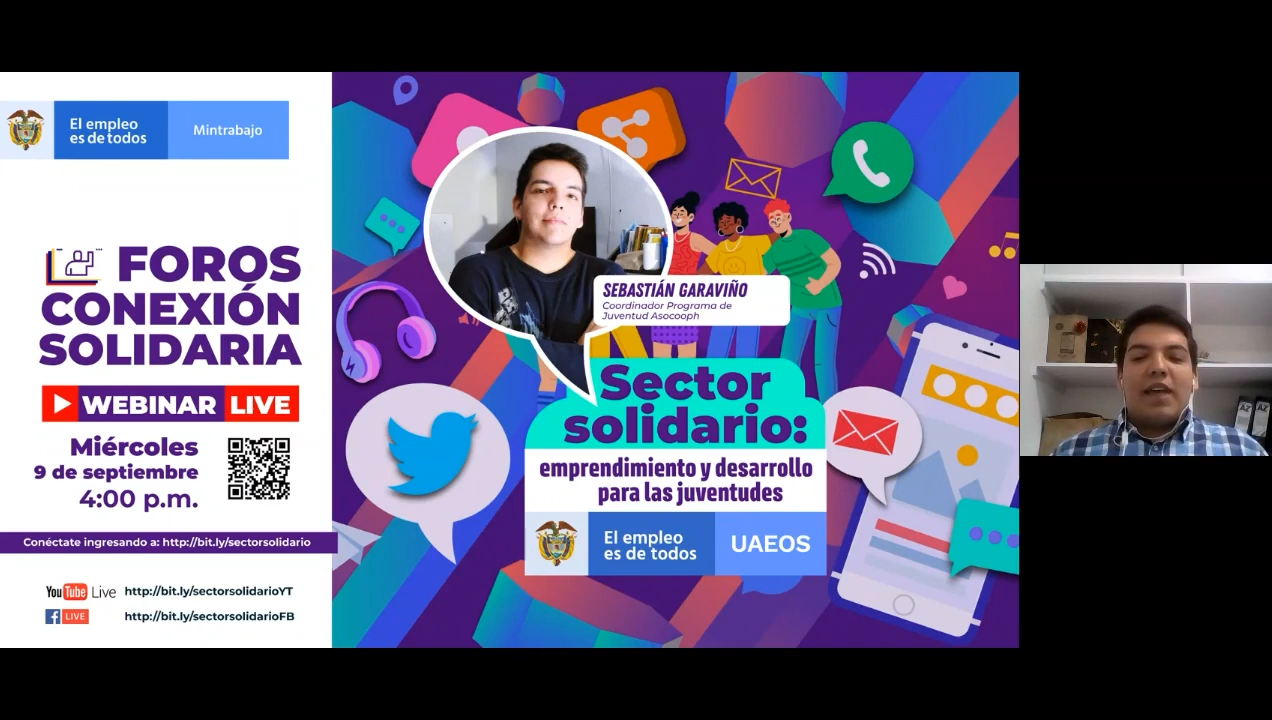 El empleo
es de todos
Mintrabajo
FOROS
CONEXIÓN
SOLIDARIA
WEBINAR LIVE
Miércoles
9 de septiembre
4:00 p.m.
Conéctate ingresando a: http://bit.ly/sectorsolidario
YouTube Live http://bit.ly/sectorsolidarioYT
f LIVE http://bit.ly/sectorsolidarioFB
SEBASTIÁN GARAVIÑO
Coordinador Programa de
Juventud Asocooph
Sector
solidario:
emprendimiento y desarrollo
para las juventudes
El empleo
es de todos
UAEOS
AZ
AZ